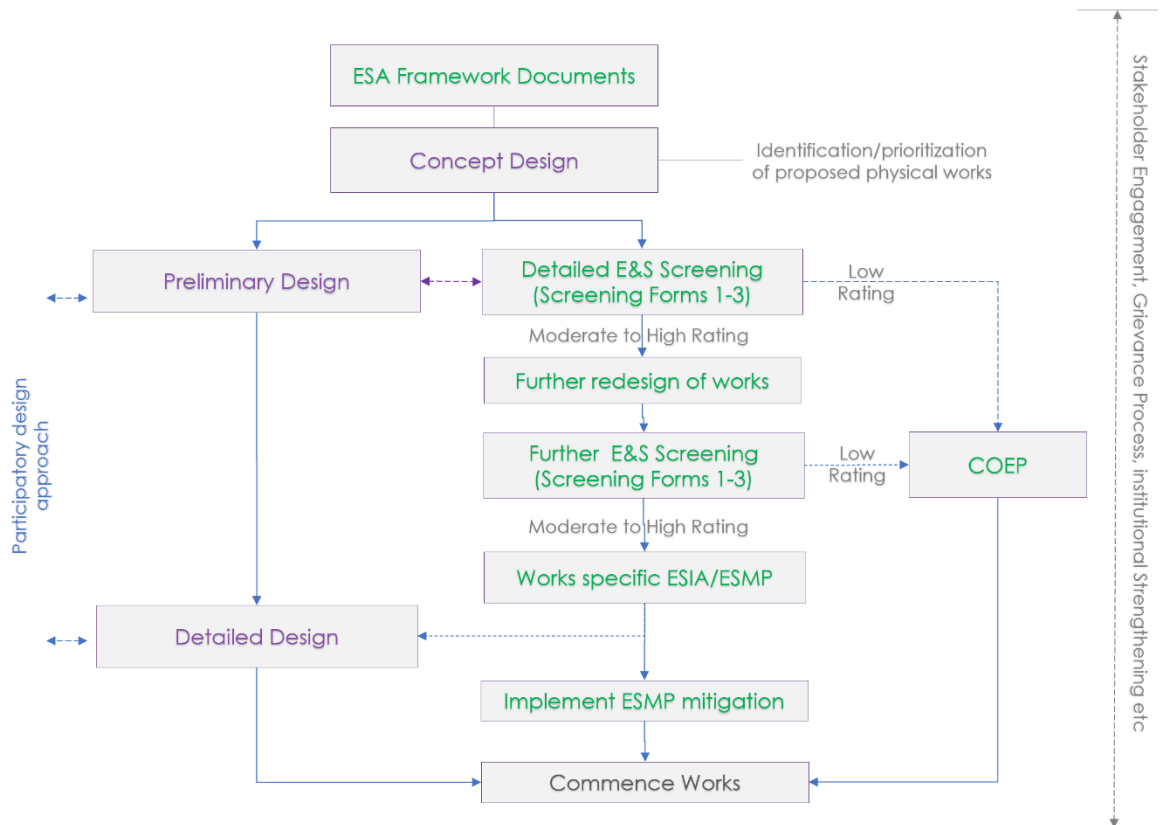 ESA Framework Documents
Concept Design
Identification/prioritization
of proposed physical works
Preliminary Design
Detailed E&S Screening
(Screening Forms 1-3)
Low
Rating
Moderate to High Rating
Further redesign of works
Further E&S Screening
(Screening Forms 1-3)
Low
Rating
COEP
Moderate to High Rating
Works specific ESIA/ESMP
Detailed Design
Implement ESMP mitigation
Commence Works
Participatory design
approach
Stakeholder Engagement, Grievance Process, institutional Strengthening etc